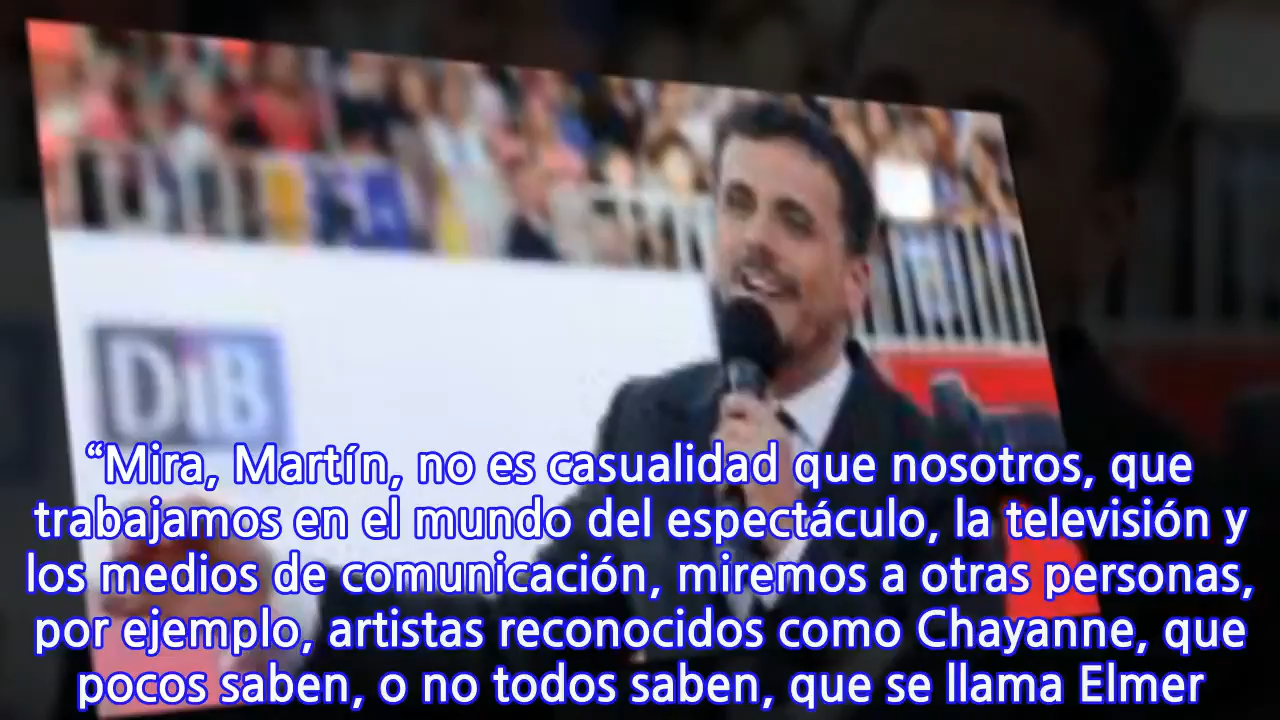 DiB
“Mira, Martín, no es casualidad que nosotros, que
trabajamos en el mundo del espectáculo, la televisión y
los medios de comunicación, miremos a otras personas,
por ejemplo, artistas reconocidos como Chayanne, que
pocos saben, o no todos saben, que se llama Elmer